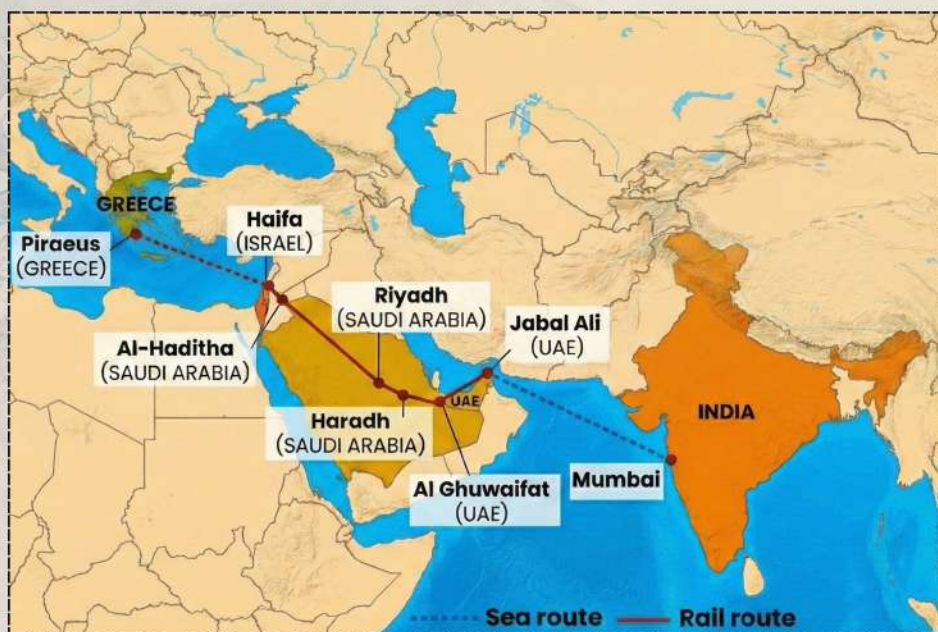 GREECE
Haifa
(ISRAEL)
Piraeus
(GREECE)
Riyadh
(SAUDI ARABIA)
Jabal Ali
(UAE)
Al-Haditha
(SAUDI ARABIA)
UAE
INDIA
Haradh
(SAUDI ARABIA)
Mumbai
Al Ghuwaifat
(UAE)
Sea route Rail route